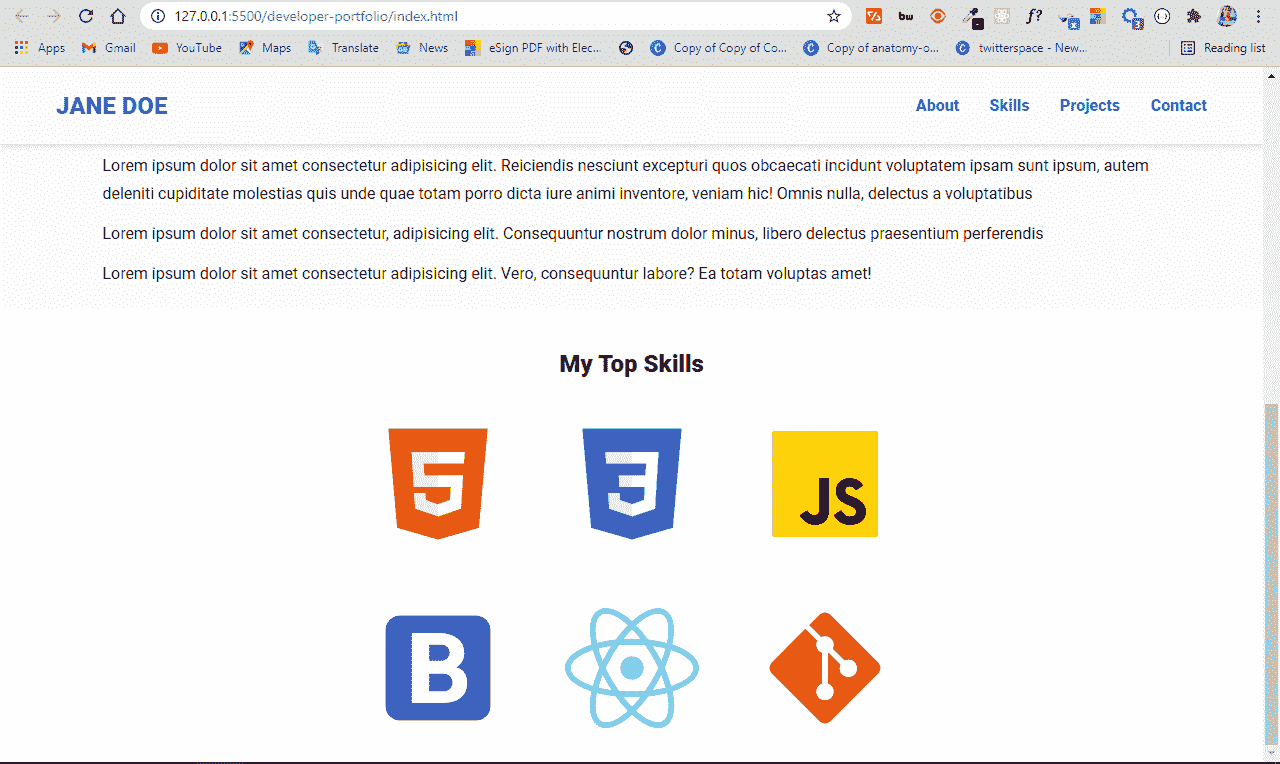 127.0.0.1:5500/developer-portfolio/index.html
bw
f?
Apps
Gmail
YouTube
Maps
Translate
News
eSign PDF with Elec...
Copy of Copy of Co...
Copy of anatomy-o...
twitterspace - New...
Reading list
JANE DOE
About
Skills
Projects
Contact
Lorem ipsum dolor sit amet consectetur adipisicing elit. Reiciendis nesciunt excepturi quos obcaecati incidunt voluptatem ipsam sunt ipsum, autem
deleniti cupiditate molestias quis unde quae totam porro dicta iure animi inventore, veniam hic! Omnis nulla, delectus a voluptatibus
Lorem ipsum dolor sit amet consectetur, adipisicing elit. Consequuntur nostrum dolor minus, libero delectus praesentium perferendis
Lorem ipsum dolor sit amet consectetur adipisicing elit. Vero, consequuntur labore? Ea totam voluptas amet!
My Top Skills
5
3
JS
B